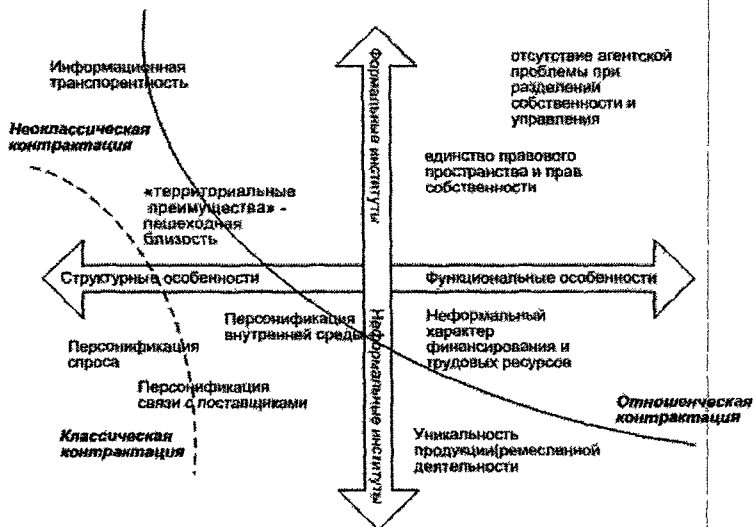 Информационная
транспорентность
отсутствие агентской
проблемы при
разделении
собственности и
управления
Неоклассическая
контрактация
Формальные институты
единство правового
пространства и прав
собственности
«территориальные
преимущества» -
пешеходная
близость
Структурные особенности
Функциональные особенности
Персонификация
внутренней среды
Неформальные институты
Неформальный
характер
финансирования и
трудовых ресурсов
Персонификация
спроса
Персонификация
связи с поставщиками
Отношенческая
контрактация
Классическая
контрактация
Уникальность
продукции(ремесленной
деятельности